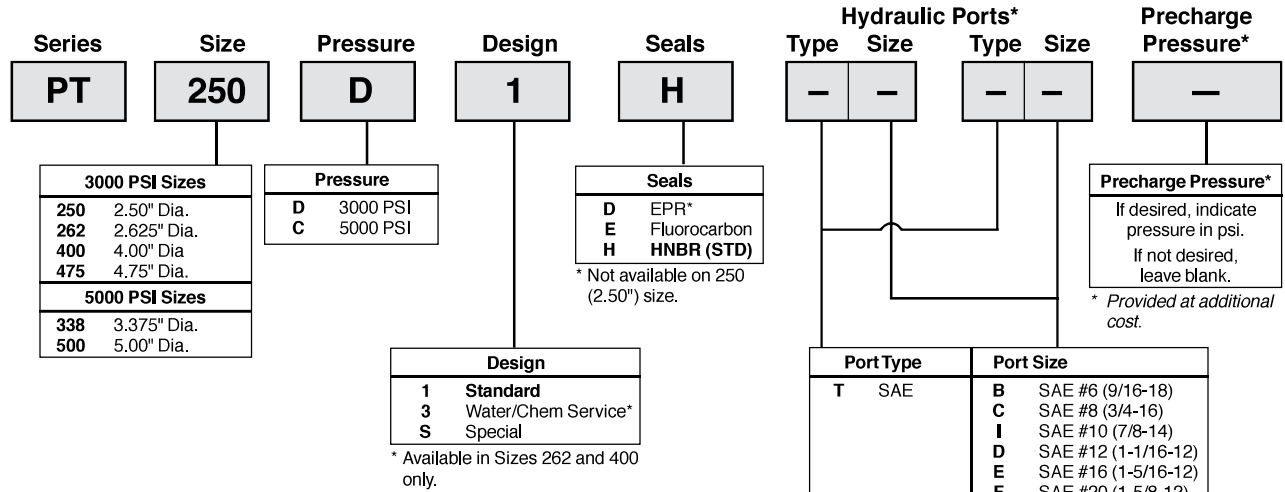 Hydraulic Ports*
Precharge Pressure*
Series Size Pressure Design Seals Type Size Type Size
PT 250 D 1 H – – – – –
3000 PSI Sizes
250 2.50" Dia.
262 2.625" Dia.
400 4.00" Dia
475 4.75" Dia.
5000 PSI Sizes
338 3.375" Dia.
500 5.00" Dia.
Pressure
D 3000 PSI
C 5000 PSI
Design
1 Standard
3 Water/Chem Service*
S Special
* Available in Sizes 262 and 400
only.
Seals
D EPR*
E Fluorocarbon
H HNBR (STD)
* Not available on 250
(2.50") size.
Port Type
T SAE
Port Size
B SAE #6 (9/16-18)
C SAE #8 (3/4-16)
I SAE #10 (7/8-14)
D SAE #12 (1-1/16-12)
E SAE #16 (1-5/16-12)
F SAE #20 (1-5/8-12)
Precharge Pressure*
If desired, indicate
pressure in psi.
If not desired,
leave blank.
* Provided at additional
cost.